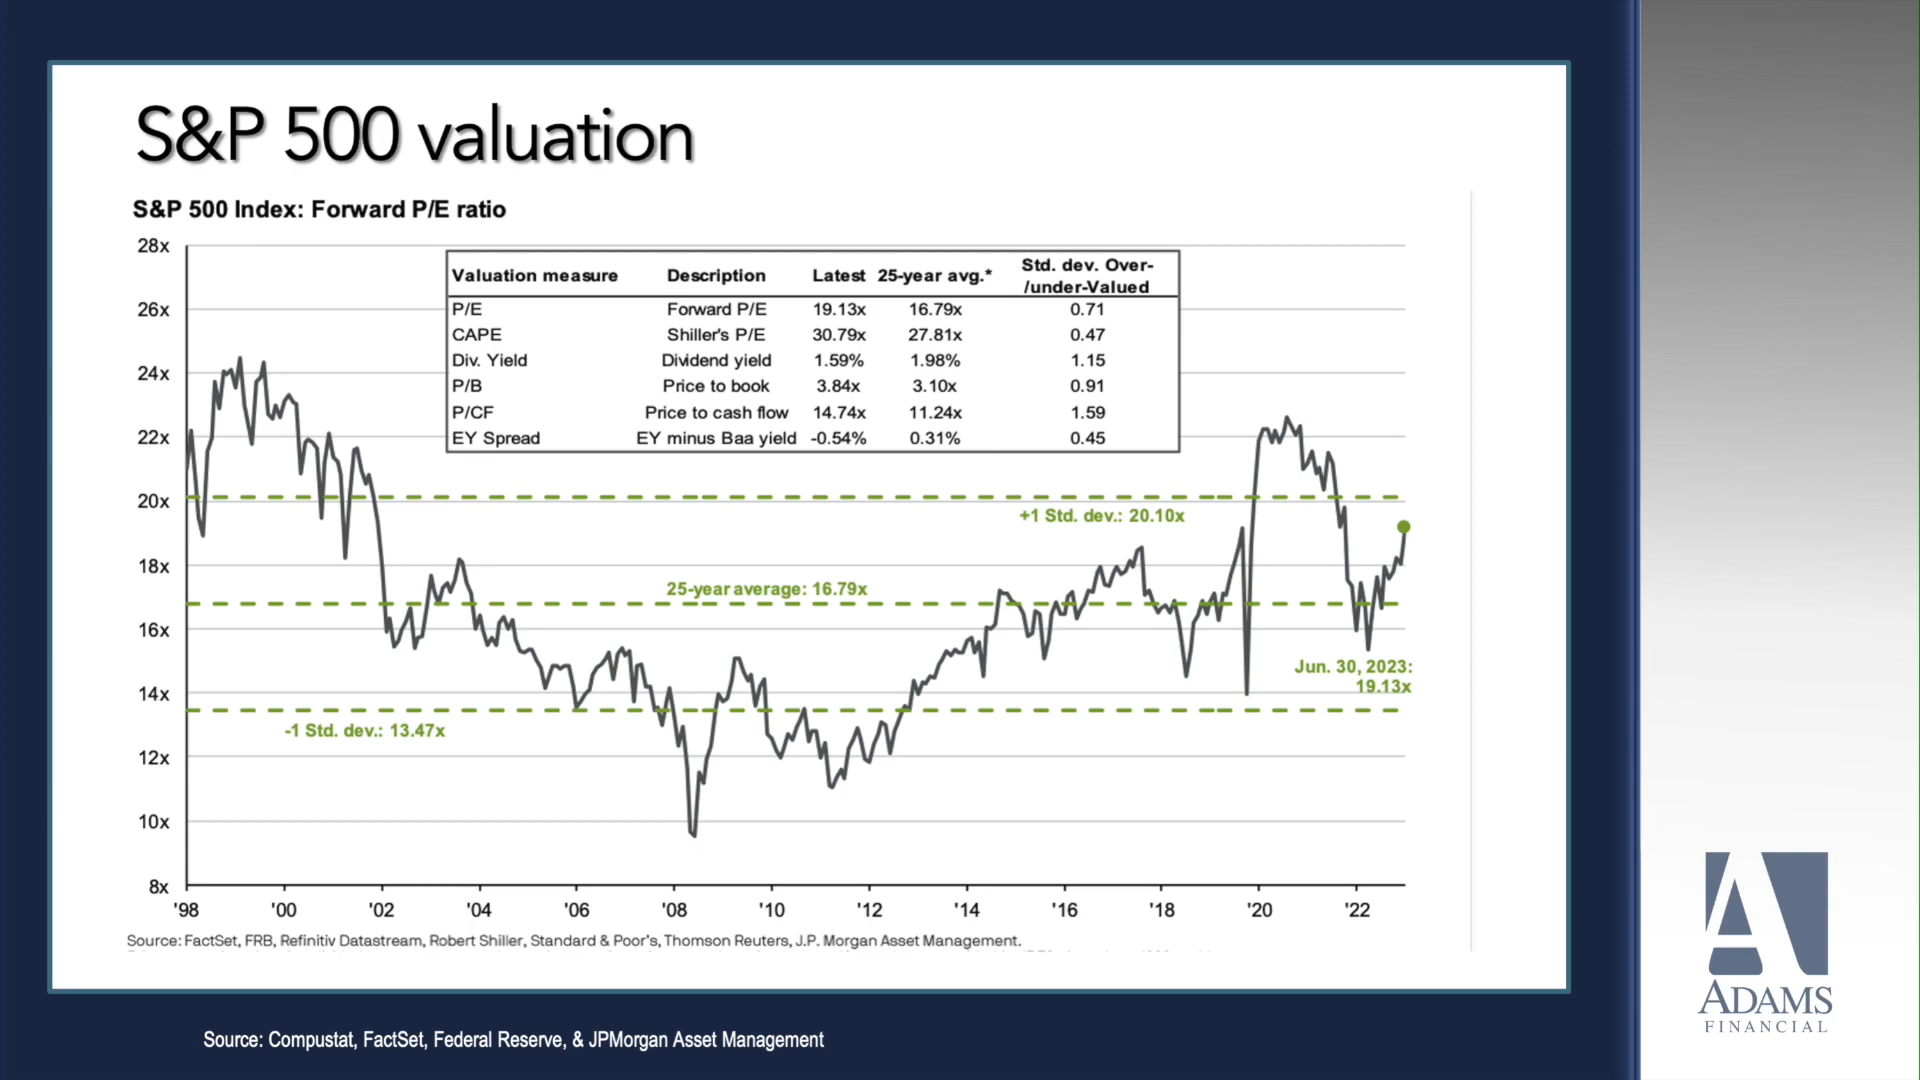 S&P 500 valuation
S&P 500 Index: Forward P/E ratio
28x
26x
24x
22x
20x
18x
16x
14x
12x
10x
8x
Valuation measure Description Latest 25-year avg.* Std. dev. Over-
/under-Valued
P/E Forward P/E 19.13x 16.79x 0.71
CAPE Shiller's P/E 30.79x 27.81x 0.47
Div. Yield Dividend yield 1.59% 1.98% 1.15
P/B Price to book 3.84x 3.10x 0.91
P/CF Price to cash flow 14.74x 11.24x 1.59
EY Spread EY minus Baa yield -0.54% 0.31% 0.45
+1 Std. dev.: 20.10x
25-year average: 16.79x
Jun. 30, 2023:
19.13x
-1 Std. dev.: 13.47x
'98 '00 '02 '04 '06 '08 '10 '12 '14 '16 '18 '20 '22
Source: FactSet, FRB, Refinitiv Datastream, Robert Shiller, Standard & Poor's, Thomson Reuters, J.P. Morgan Asset Management.
Source: Compustat, FactSet, Federal Reserve, & JPMorgan Asset Management
A
ADAMS
FINANCIAL